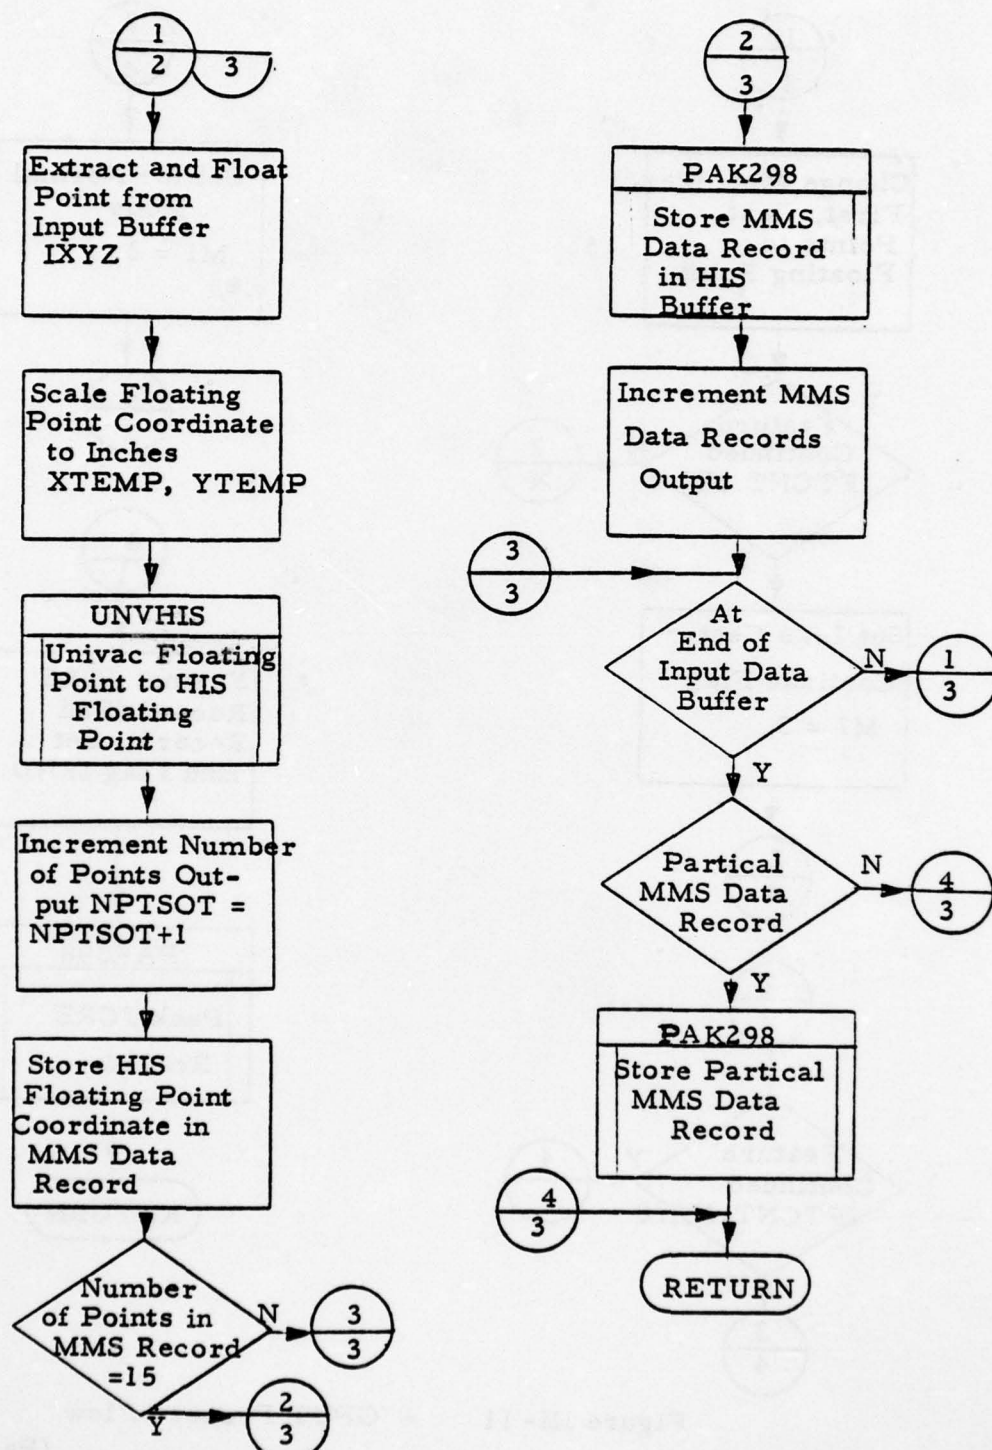 1
2
3
Extract and Float
Point from
Input Buffer
IXYZ
Scale Floating
Point Coordinate
to Inches
XTEMP, YTEMP
UNVHIS
Univac Floating
Point to HIS
Floating
Point
Increment Number
of Points Out-
put NPTSOT =
NPTSOT+1
Store HIS
Floating Point
Coordinate in
MMS Data
Record
Number
of Points in
MMS Record
=15
N
3
3
Y
2
3
2
3
PAK298
Store MMS
Data Record
in HIS
Buffer
Increment MMS
Data Records
Output
3
3
At
End of
Input Data
Buffer
N
1
3
Y
Partical
MMS Data
Record
N
4
3
Y
PAK298
Store Partical
MMS Data
Record
4
3
RETURN